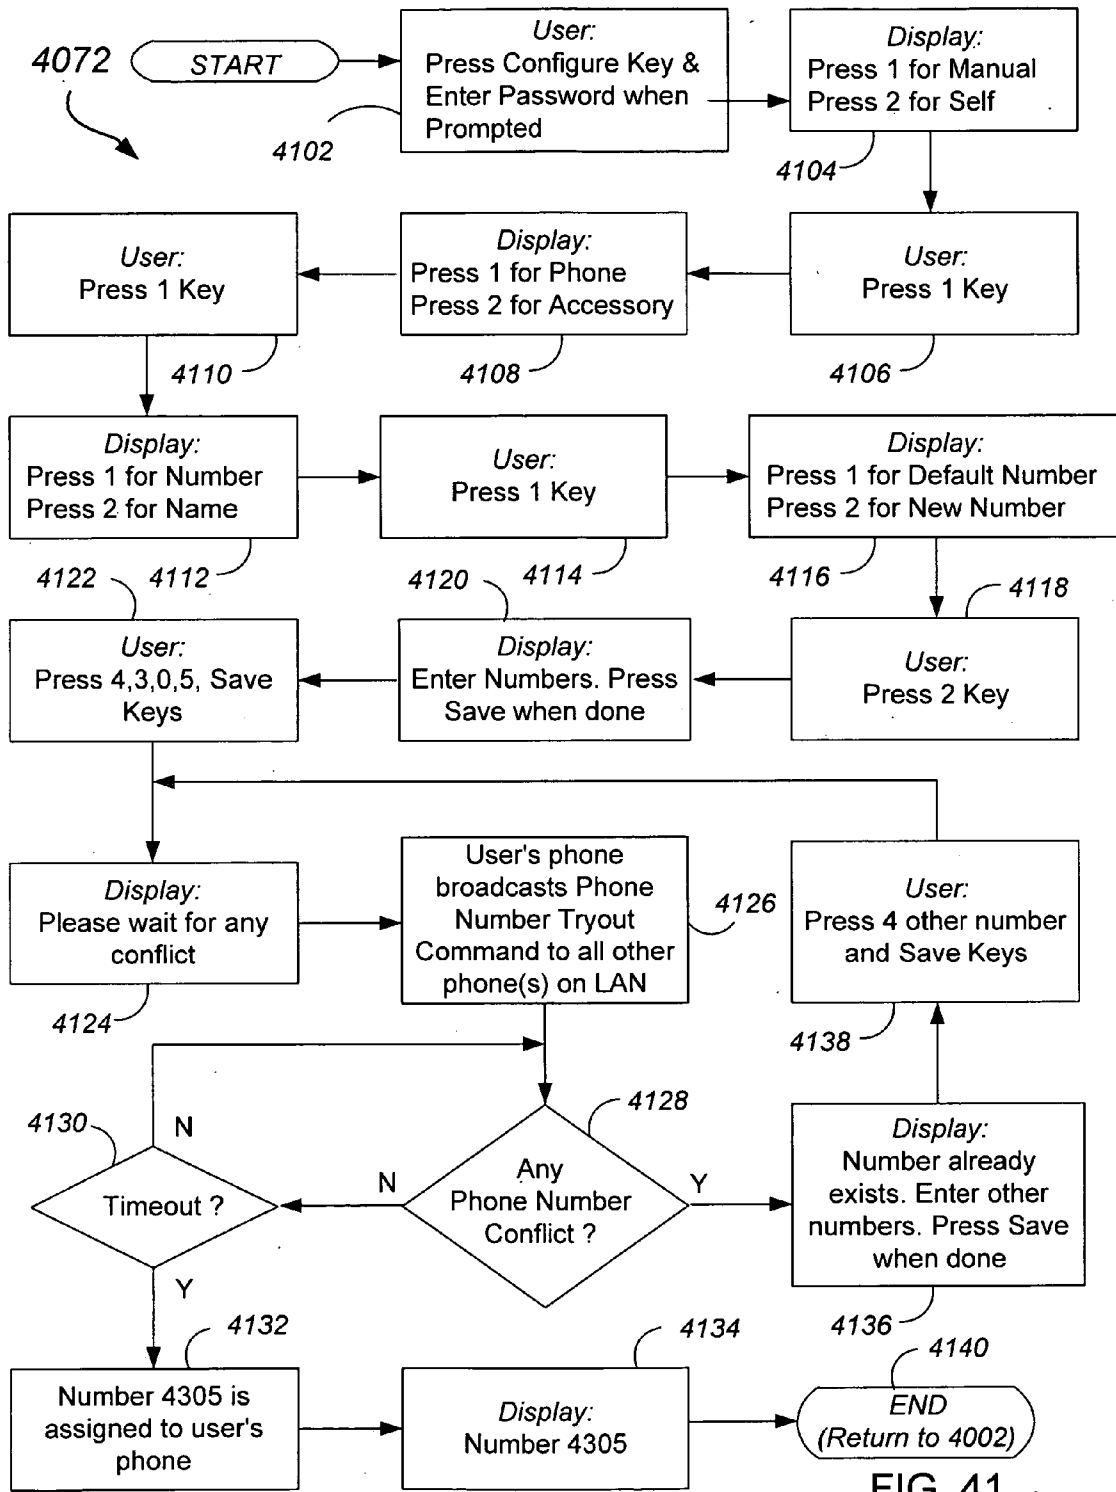 4072
START
User:
Press Configure Key &
Enter Password when
Prompted
4102
Display:
Press 1 for Manual
Press 2 for Self
4104
User:
Press 1 Key
4110
Display:
Press 1 for Phone
Press 2 for Accessory
4108
User:
Press 1 Key
4106
Display:
Press 1 for Number
Press 2 for Name
4112
User:
Press 1 Key
4114
Display:
Press 1 for Default Number
Press 2 for New Number
4116
4122
User:
Press 4,3,0,5, Save
Keys
4120
Display:
Enter Numbers. Press
Save when done
4118
User:
Press 2 Key
Display:
Please wait for any
conflict
4124
User's phone
broadcasts Phone
Number Tryout
Command to all other
phone(s) on LAN
4126
User:
Press 4 other number
and Save Keys
4138
4130
N
Timeout ?
Y
N
4128
Any
Phone Number
Conflict ?
Y
Display:
Number already
exists. Enter other
numbers. Press Save
when done
4136
4132
Number 4305 is
assigned to user's
phone
4134
Display:
Number 4305
4140
END
(Return to 4002)
FIG. 41